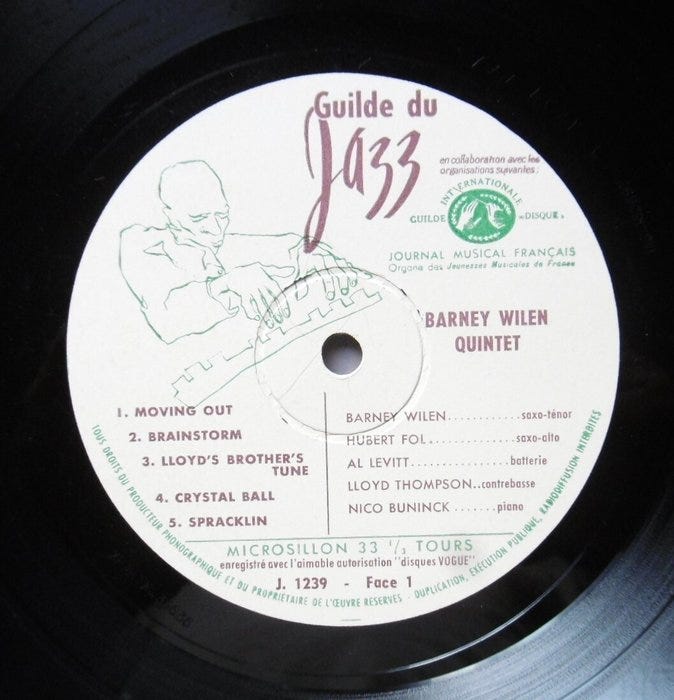 Guilde du
Jazz
en collaboration avec les
organisations suivantes:
INTERNATIONALE
GUILDE DU DISQUE
JOURNAL MUSICAL FRANÇAIS
Organe des Jeunesses Musicales de France
BARNEY WILEN
QUINTET
1. MOVING OUT
2. BRAINSTORM
3. LLOYD'S BROTHER'S
TUNE
4. CRYSTAL BALL
5. SPRACKLIN
BARNEY WILEN...........saxo-ténor
HUBERT FOL.............saxo-alto
AL LEVITT...............batterie
LLOYD THOMPSON..contrebasse
NICO BUNINCK.......piano
MICROSILLON 33 1/3 TOURS
enregistré avec l'aimable autorisation "disques VOGUE"
J. 1239 - Face 1
TOUS DROITS DU PRODUCTEUR PHONOGRAPHIQUE ET DU PROPRIÉTAIRE DE L'ŒUVRE RESERVES - DUPLICATION, EXÉCUTION PUBLIQUE, RADIODIFFUSION INTERDITES